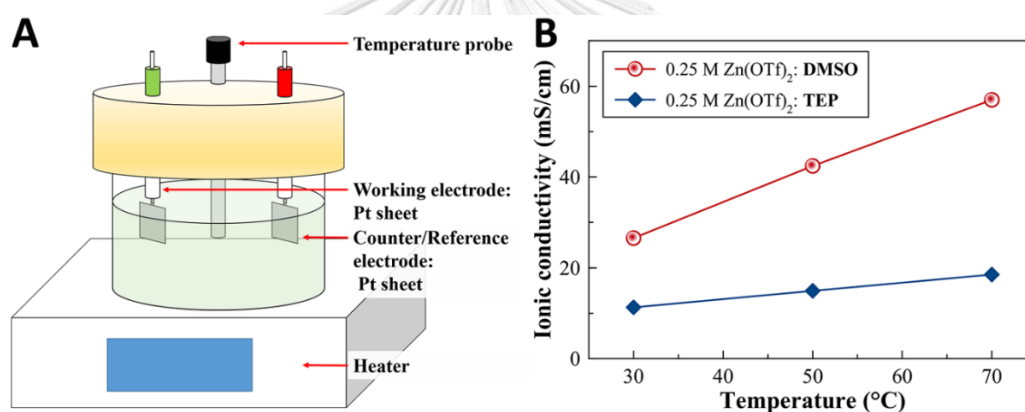 A
Temperature probe
Working electrode:
Pt sheet
Counter/Reference
electrode:
Pt sheet
Heater
B
0.25 M Zn(OTf)₂: DMSO
0.25 M Zn(OTf)₂: TEP
Ionic conductivity (mS/cm)
60
40
20
0
30
40
50
60
70
Temperature (°C)